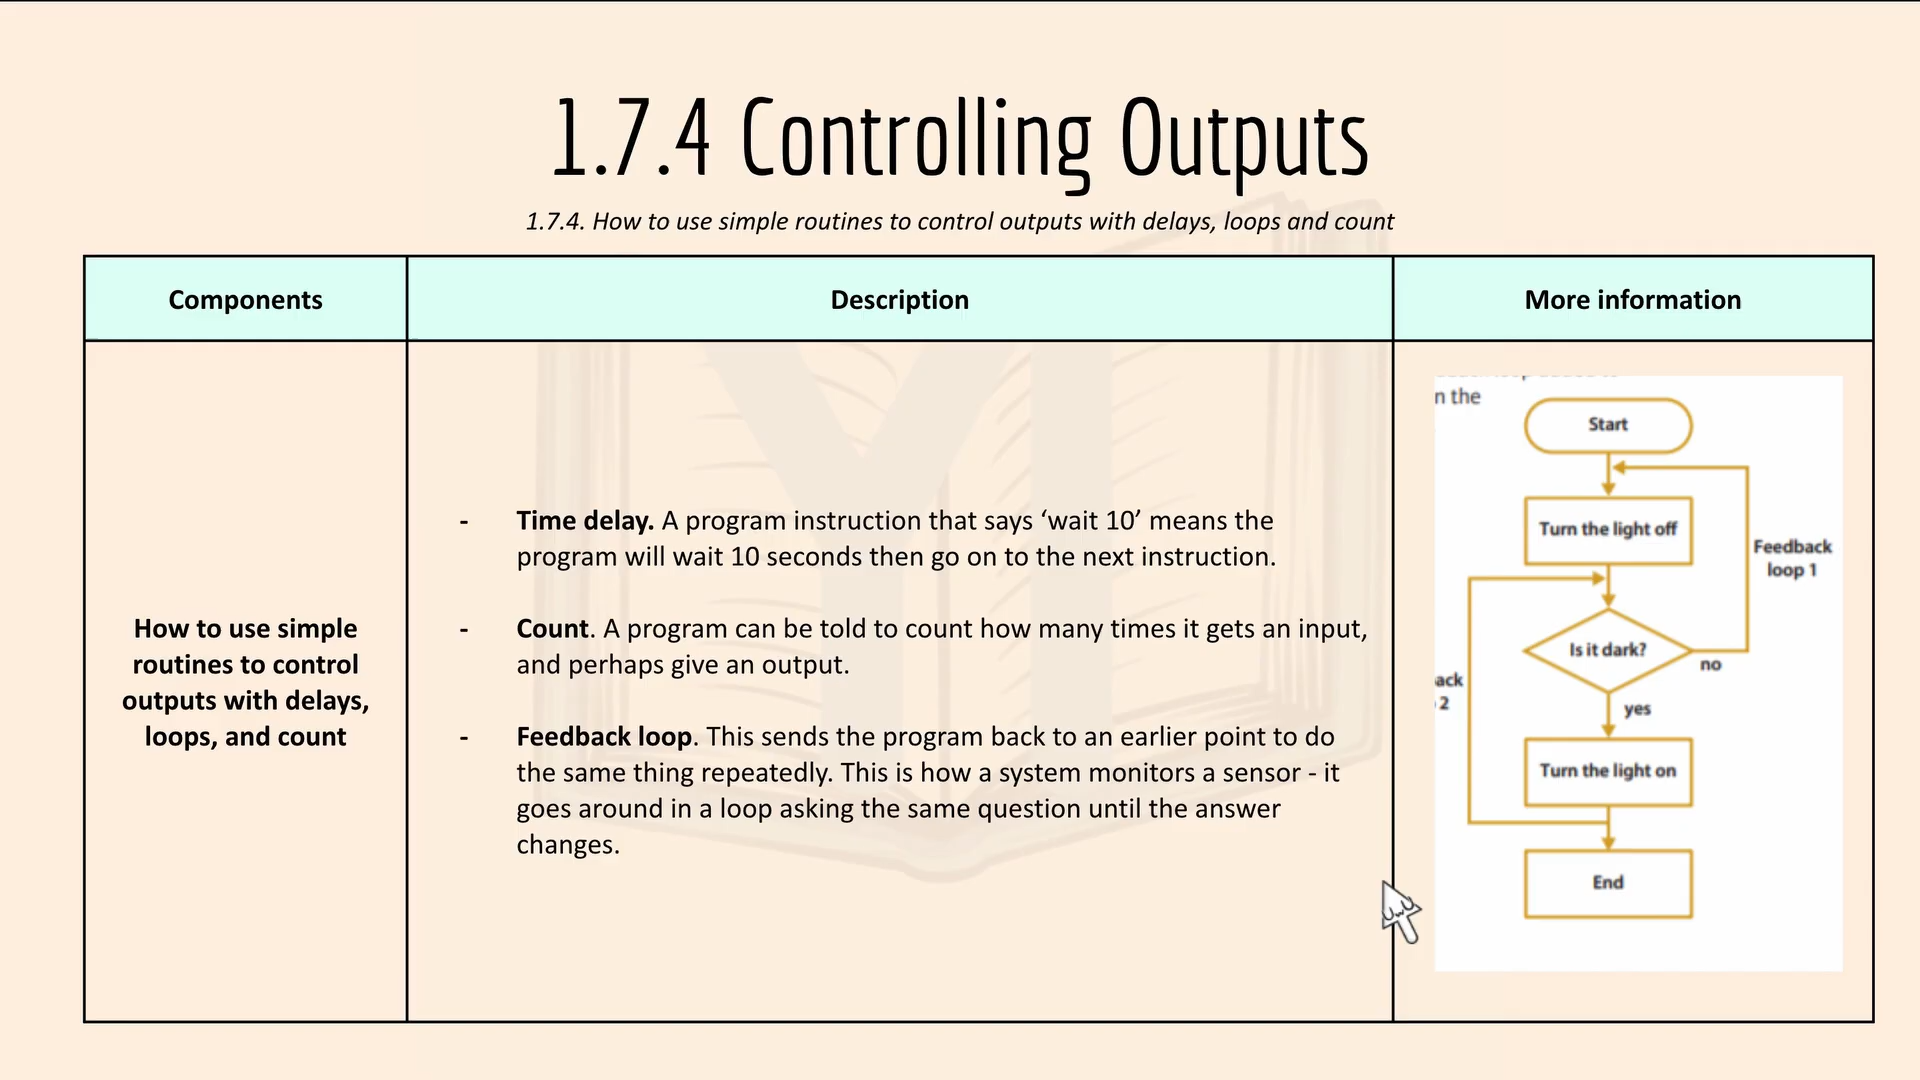 1.7.4 Controlling Outputs
1.7.4. How to use simple routines to control outputs with delays, loops and count
Components
Description
More information
How to use simple
routines to control
outputs with delays,
loops, and count
- Time delay. A program instruction that says ‘wait 10’ means the
program will wait 10 seconds then go on to the next instruction.
- Count. A program can be told to count how many times it gets an input,
and perhaps give an output.
- Feedback loop. This sends the program back to an earlier point to do
the same thing repeatedly. This is how a system monitors a sensor - it
goes around in a loop asking the same question until the answer
changes.
n the
Start
Turn the light off
Feedback
loop 1
Is it dark?
no
ack
2
yes
Turn the light on
End